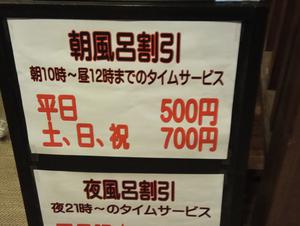 朝風呂割引
朝10時～昼12時までのタイムサービス
平日 500円
土、日、祝 700円
夜風呂割引
夜21時～のタイムサービス